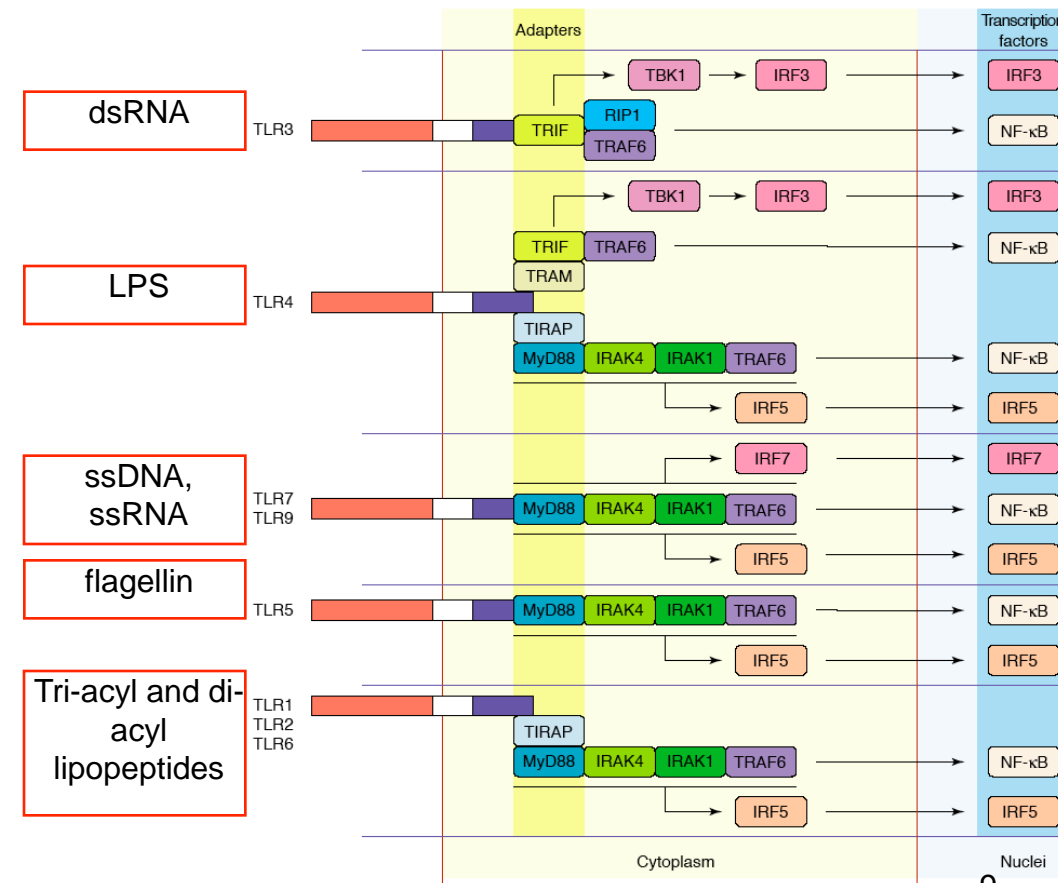 Adapters
Transcription
factors
TBK1
IRF3
IRF3
dsRNA
TLR3
TRIF
RIP1
TRAF6
NF-κB
TBK1
IRF3
IRF3
TRIF
TRAF6
NF-κB
TRAM
LPS
TLR4
TIRAP
MyD88
IRAK4
IRAK1
TRAF6
NF-κB
IRF5
IRF5
IRF7
IRF7
ssDNA,
ssRNA
TLR7
TLR9
MyD88
IRAK4
IRAK1
TRAF6
NF-κB
IRF5
IRF5
flagellin
TLR5
MyD88
IRAK4
IRAK1
TRAF6
NF-κB
IRF5
IRF5
Tri-acyl and di-
acyl
lipopeptides
TLR1
TLR2
TLR6
TIRAP
MyD88
IRAK4
IRAK1
TRAF6
NF-κB
IRF5
IRF5
Cytoplasm
Nuclei